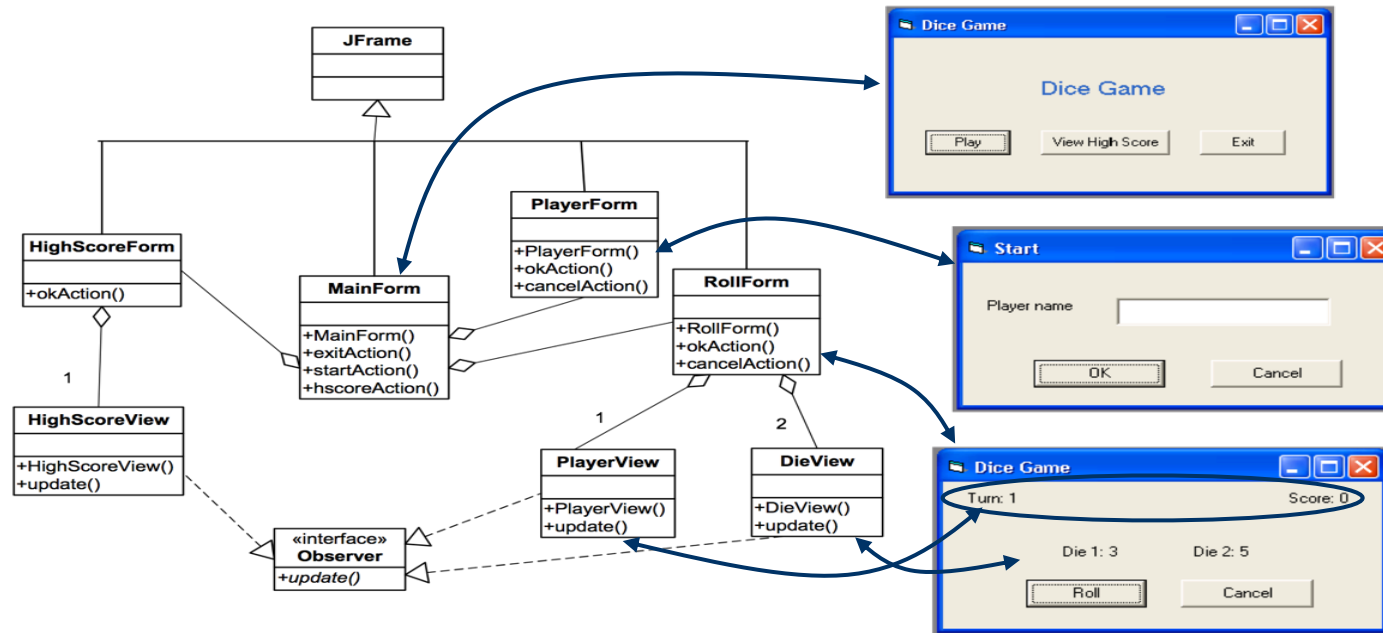 JFrame
HighScoreForm
+okAction()
1
HighScoreView
+HighScoreView()
+update()
MainForm
+MainForm()
+exitAction()
+startAction()
+hscoreAction()
PlayerForm
+PlayerForm()
+okAction()
+cancelAction()
RollForm
+RollForm()
+okAction()
+cancelAction()
1
2
PlayerView
+PlayerView()
+update()
DieView
+DieView()
+update()
«interface»
Observer
+update()
Dice Game
Dice Game
Play View High Score Exit
Start
Player name
OK Cancel
Dice Game
Turn: 1 Score: 0
Die 1: 3 Die 2: 5
Roll Cancel